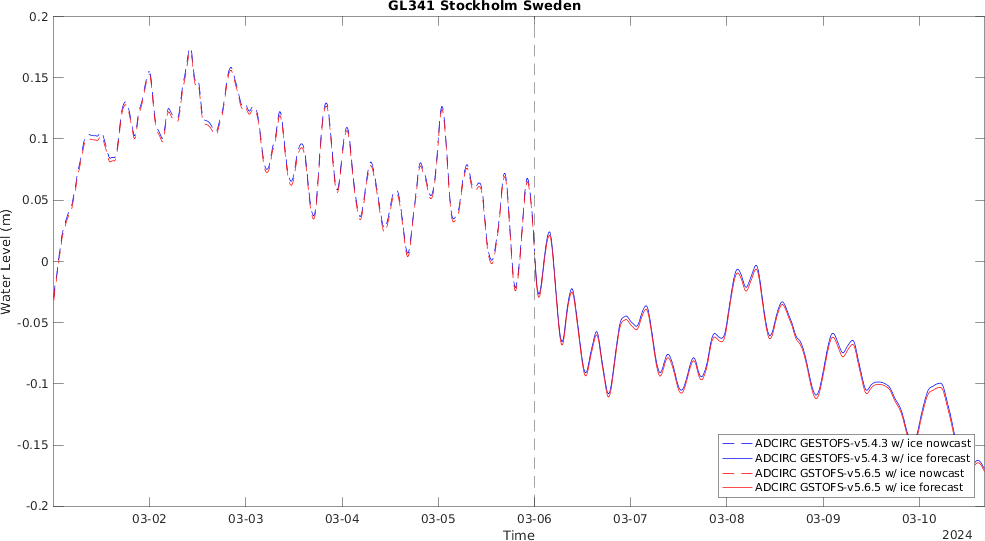 GL341 Stockholm Sweden
0.2
0.15
0.1
0.05
0
-0.05
-0.1
-0.15
-0.2
Water Level (m)
ADCIRC GESTOFS-v5.4.3 w/ ice nowcast
ADCIRC GESTOFS-v5.4.3 w/ ice forecast
ADCIRC GSTOFS-v5.6.5 w/ ice nowcast
ADCIRC GSTOFS-v5.6.5 w/ ice forecast
03-02 03-03 03-04 03-05 03-06 03-07 03-08 03-09 03-10
Time
2024